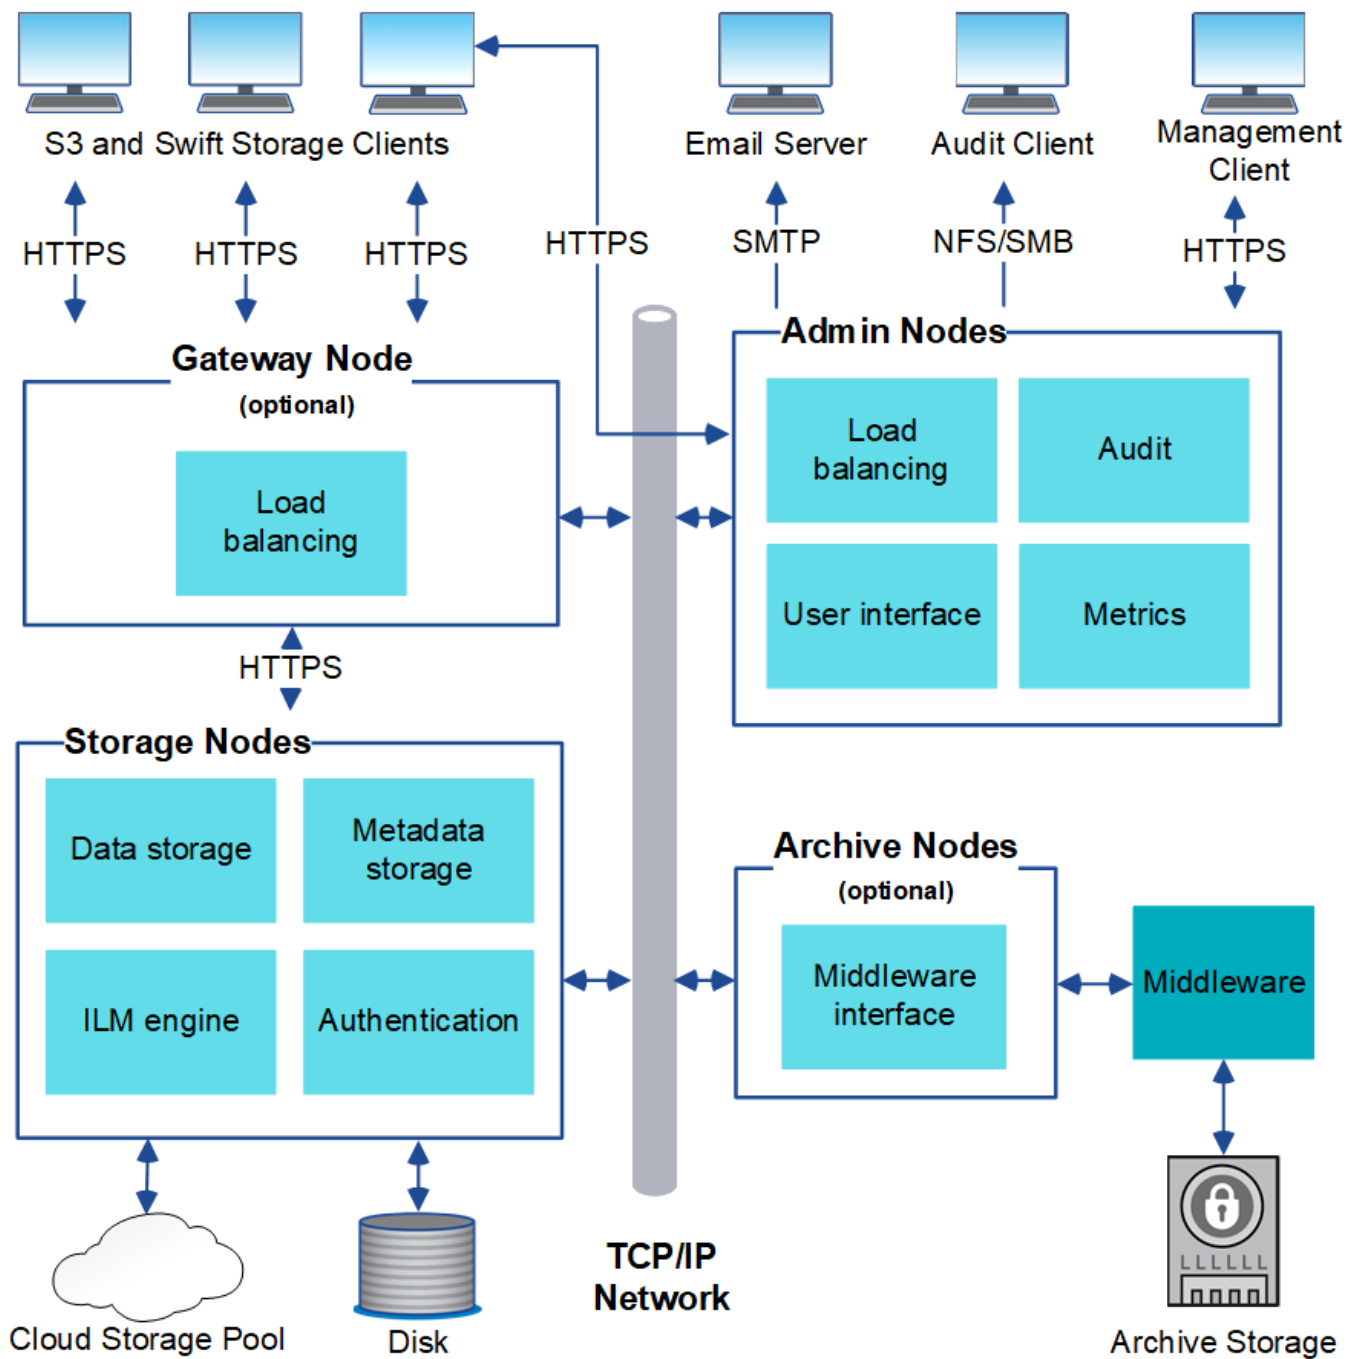 S3 and Swift Storage Clients
Email Server
Audit Client
Management
Client
HTTPS
HTTPS
HTTPS
HTTPS
SMTP
NFS/SMB
HTTPS
Gateway Node
(optional)
Load
balancing
HTTPS
Admin Nodes
Load
balancing
Audit
User interface
Metrics
Storage Nodes
Data storage
Metadata
storage
ILM engine
Authentication
Archive Nodes
(optional)
Middleware
interface
Middleware
Cloud Storage Pool
Disk
TCP/IP
Network
LLLLLL
Archive Storage